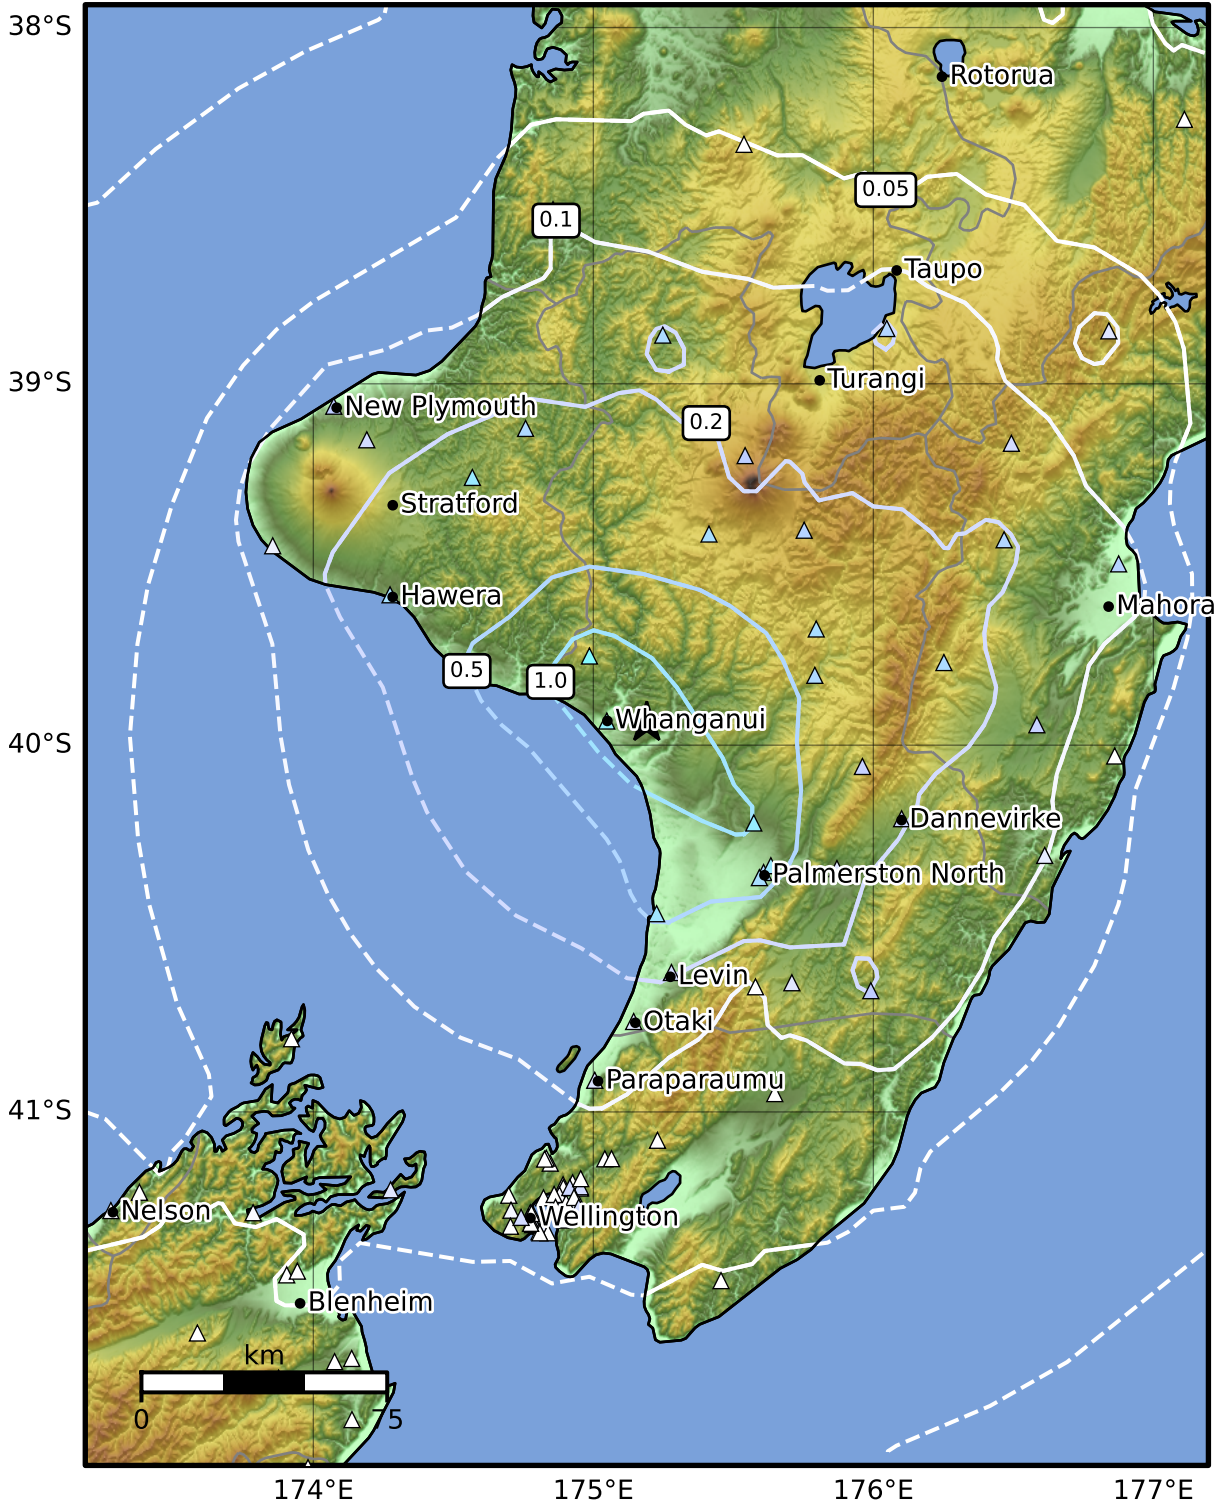 38°S
Rotorua
0.05
0.1
Taupo
39°S
Turangi
New Plymouth
0.2
Stratford
Hawera
Mahora
0.5
1.0
Whanganui
40°S
Dannevirke
Palmerston North
Levin
Otaki
Paraparaumu
41°S
Nelson
Wellington
Blenheim
km
0
75
174°E
175°E
176°E
177°E